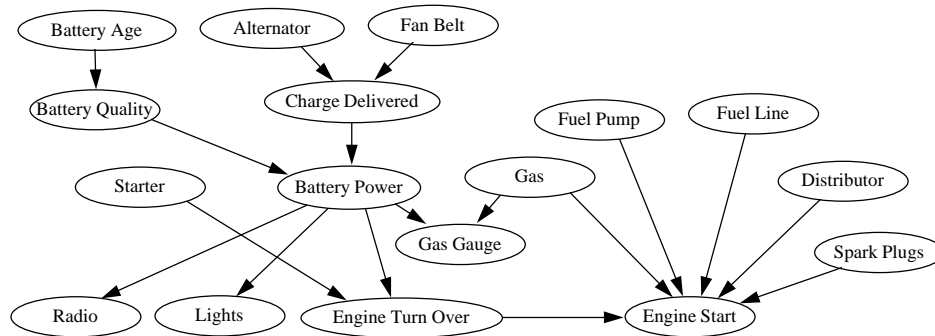 Battery Age
Alternator
Fan Belt
Battery Quality
Charge Delivered
Fuel Pump
Fuel Line
Starter
Battery Power
Gas
Distributor
Gas Gauge
Spark Plugs
Radio
Lights
Engine Turn Over
Engine Start